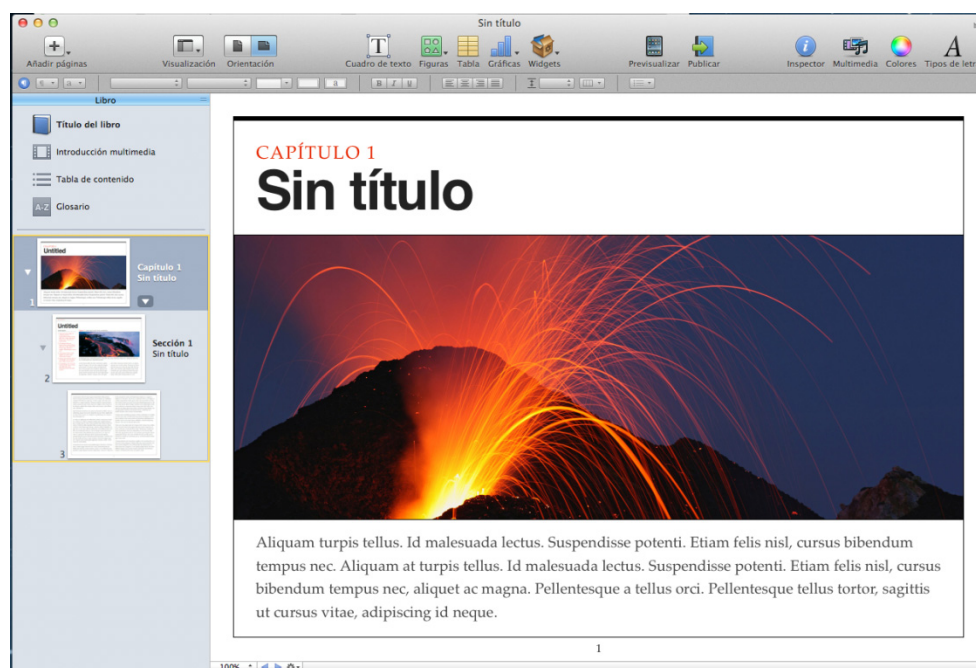 Sin título
Añadir páginas
Visualización
Orientación
Cuadro de texto
Figuras
Tabla
Gráficas
Widgets
Previsualizar
Publicar
Inspector
Multimedia
Colores
Tipos de letr
a
a
B I U
Libro
Título del libro
Introducción multimedia
Tabla de contenido
A-Z Glosario
Untitled
Capítulo 1
Sin título
1
Untitled
Sección 1
Sin título
2
3
CAPÍTULO 1
Sin título
Aliquam turpis tellus. Id malesuada lectus. Suspendisse potenti. Etiam felis nisl, cursus bibendum
tempus nec. Aliquam at turpis tellus. Id malesuada lectus. Suspendisse potenti. Etiam felis nisl, cursus
bibendum tempus nec, aliquet ac magna. Pellentesque a tellus orci. Pellentesque tellus tortor, sagittis
ut cursus vitae, adipiscing id neque.
1
100%